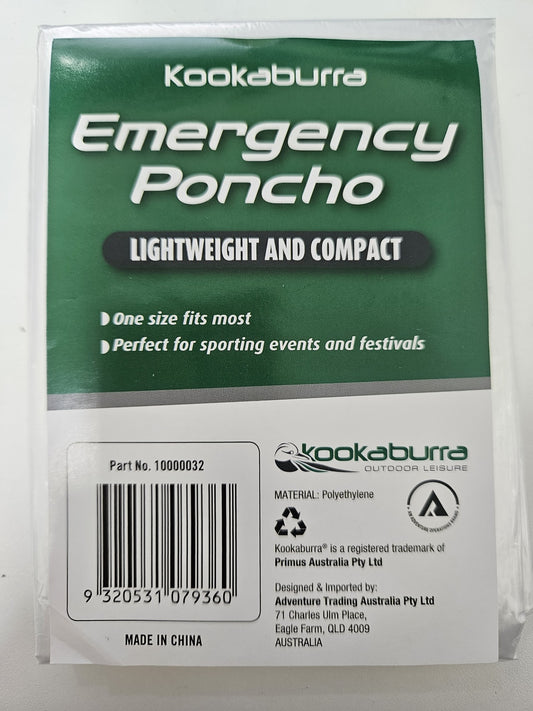 Kookaburra
Emergency
Poncho
LIGHTWEIGHT AND COMPACT
One size fits most
Perfect for sporting events and festivals
Part No. 10000032
9 320531 079360
MADE IN CHINA
kookaburra
OUTDOOR LEISURE
MATERIAL: Polyethylene
Kookaburra® is a registered trademark of
Primus Australia Pty Ltd
Designed & Imported by:
Adventure Trading Australia Pty Ltd
71 Charles Ulm Place,
Eagle Farm, QLD 4009
AUSTRALIA